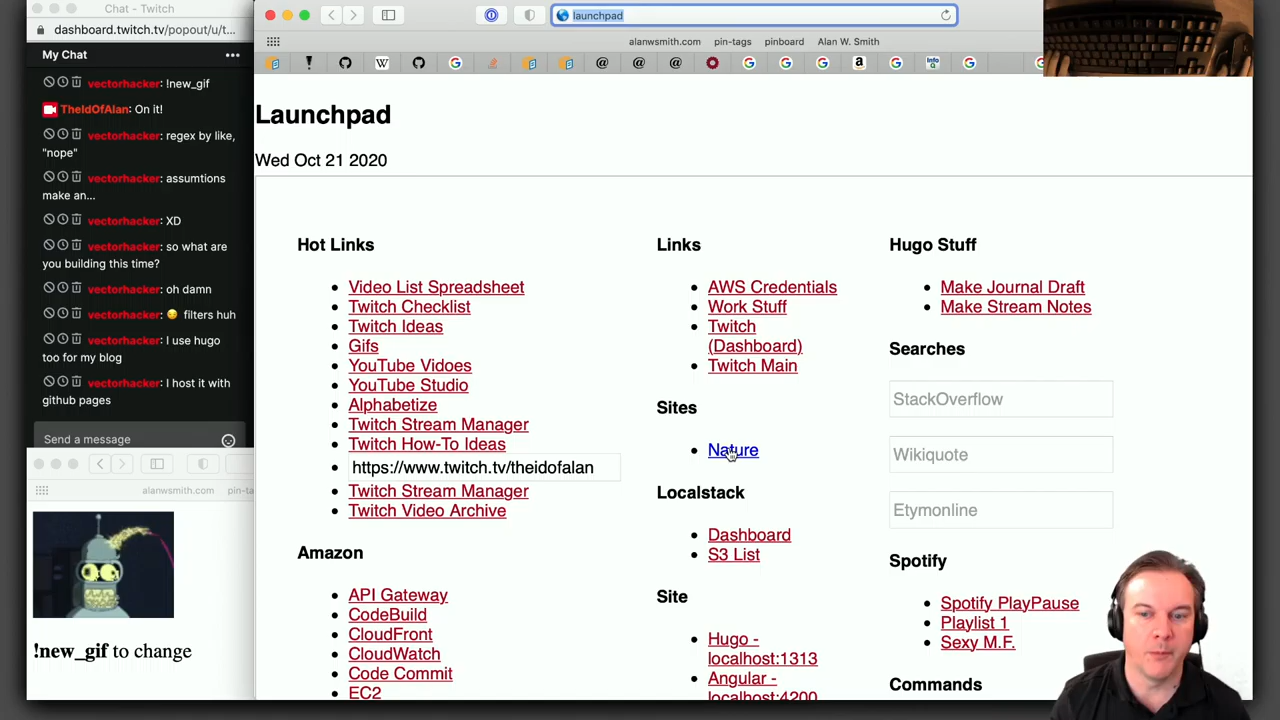 Chat - Twitch
dashboard.twitch.tv/popout/u/t...
My Chat
vectorhacker: !new_gif
TheIdOfAlan: On it!
vectorhacker: regex by like,
"nope"
vectorhacker: assumtions
make an...
vectorhacker: XD
vectorhacker: so what are
you building this time?
vectorhacker: oh damn
vectorhacker: 😏 filters huh
vectorhacker: I use hugo
too for my blog
vectorhacker: I host it with
github pages
Send a message
alanwsmith.com
pin-ta
!new_gif to change
launchpad
alanwsmith.com
pin-tags
pinboard
Alan W. Smith
Launchpad
Wed Oct 21 2020
Hot Links
Video List Spreadsheet
Twitch Checklist
Twitch Ideas
Gifs
YouTube Vidoes
YouTube Studio
Alphabetize
Twitch Stream Manager
Twitch How-To Ideas
https://www.twitch.tv/theidofalan
Twitch Stream Manager
Twitch Video Archive
Amazon
API Gateway
CodeBuild
CloudFront
CloudWatch
Code Commit
EC2
Links
AWS Credentials
Work Stuff
Twitch
(Dashboard)
Twitch Main
Sites
Nature
Localstack
Dashboard
S3 List
Site
Hugo -
localhost:1313
Angular -
localhost:4200
Hugo Stuff
Make Journal Draft
Make Stream Notes
Searches
StackOverflow
Wikiquote
Etymonline
Spotify
Spotify PlayPause
Playlist 1
Sexy M.F.
Commands